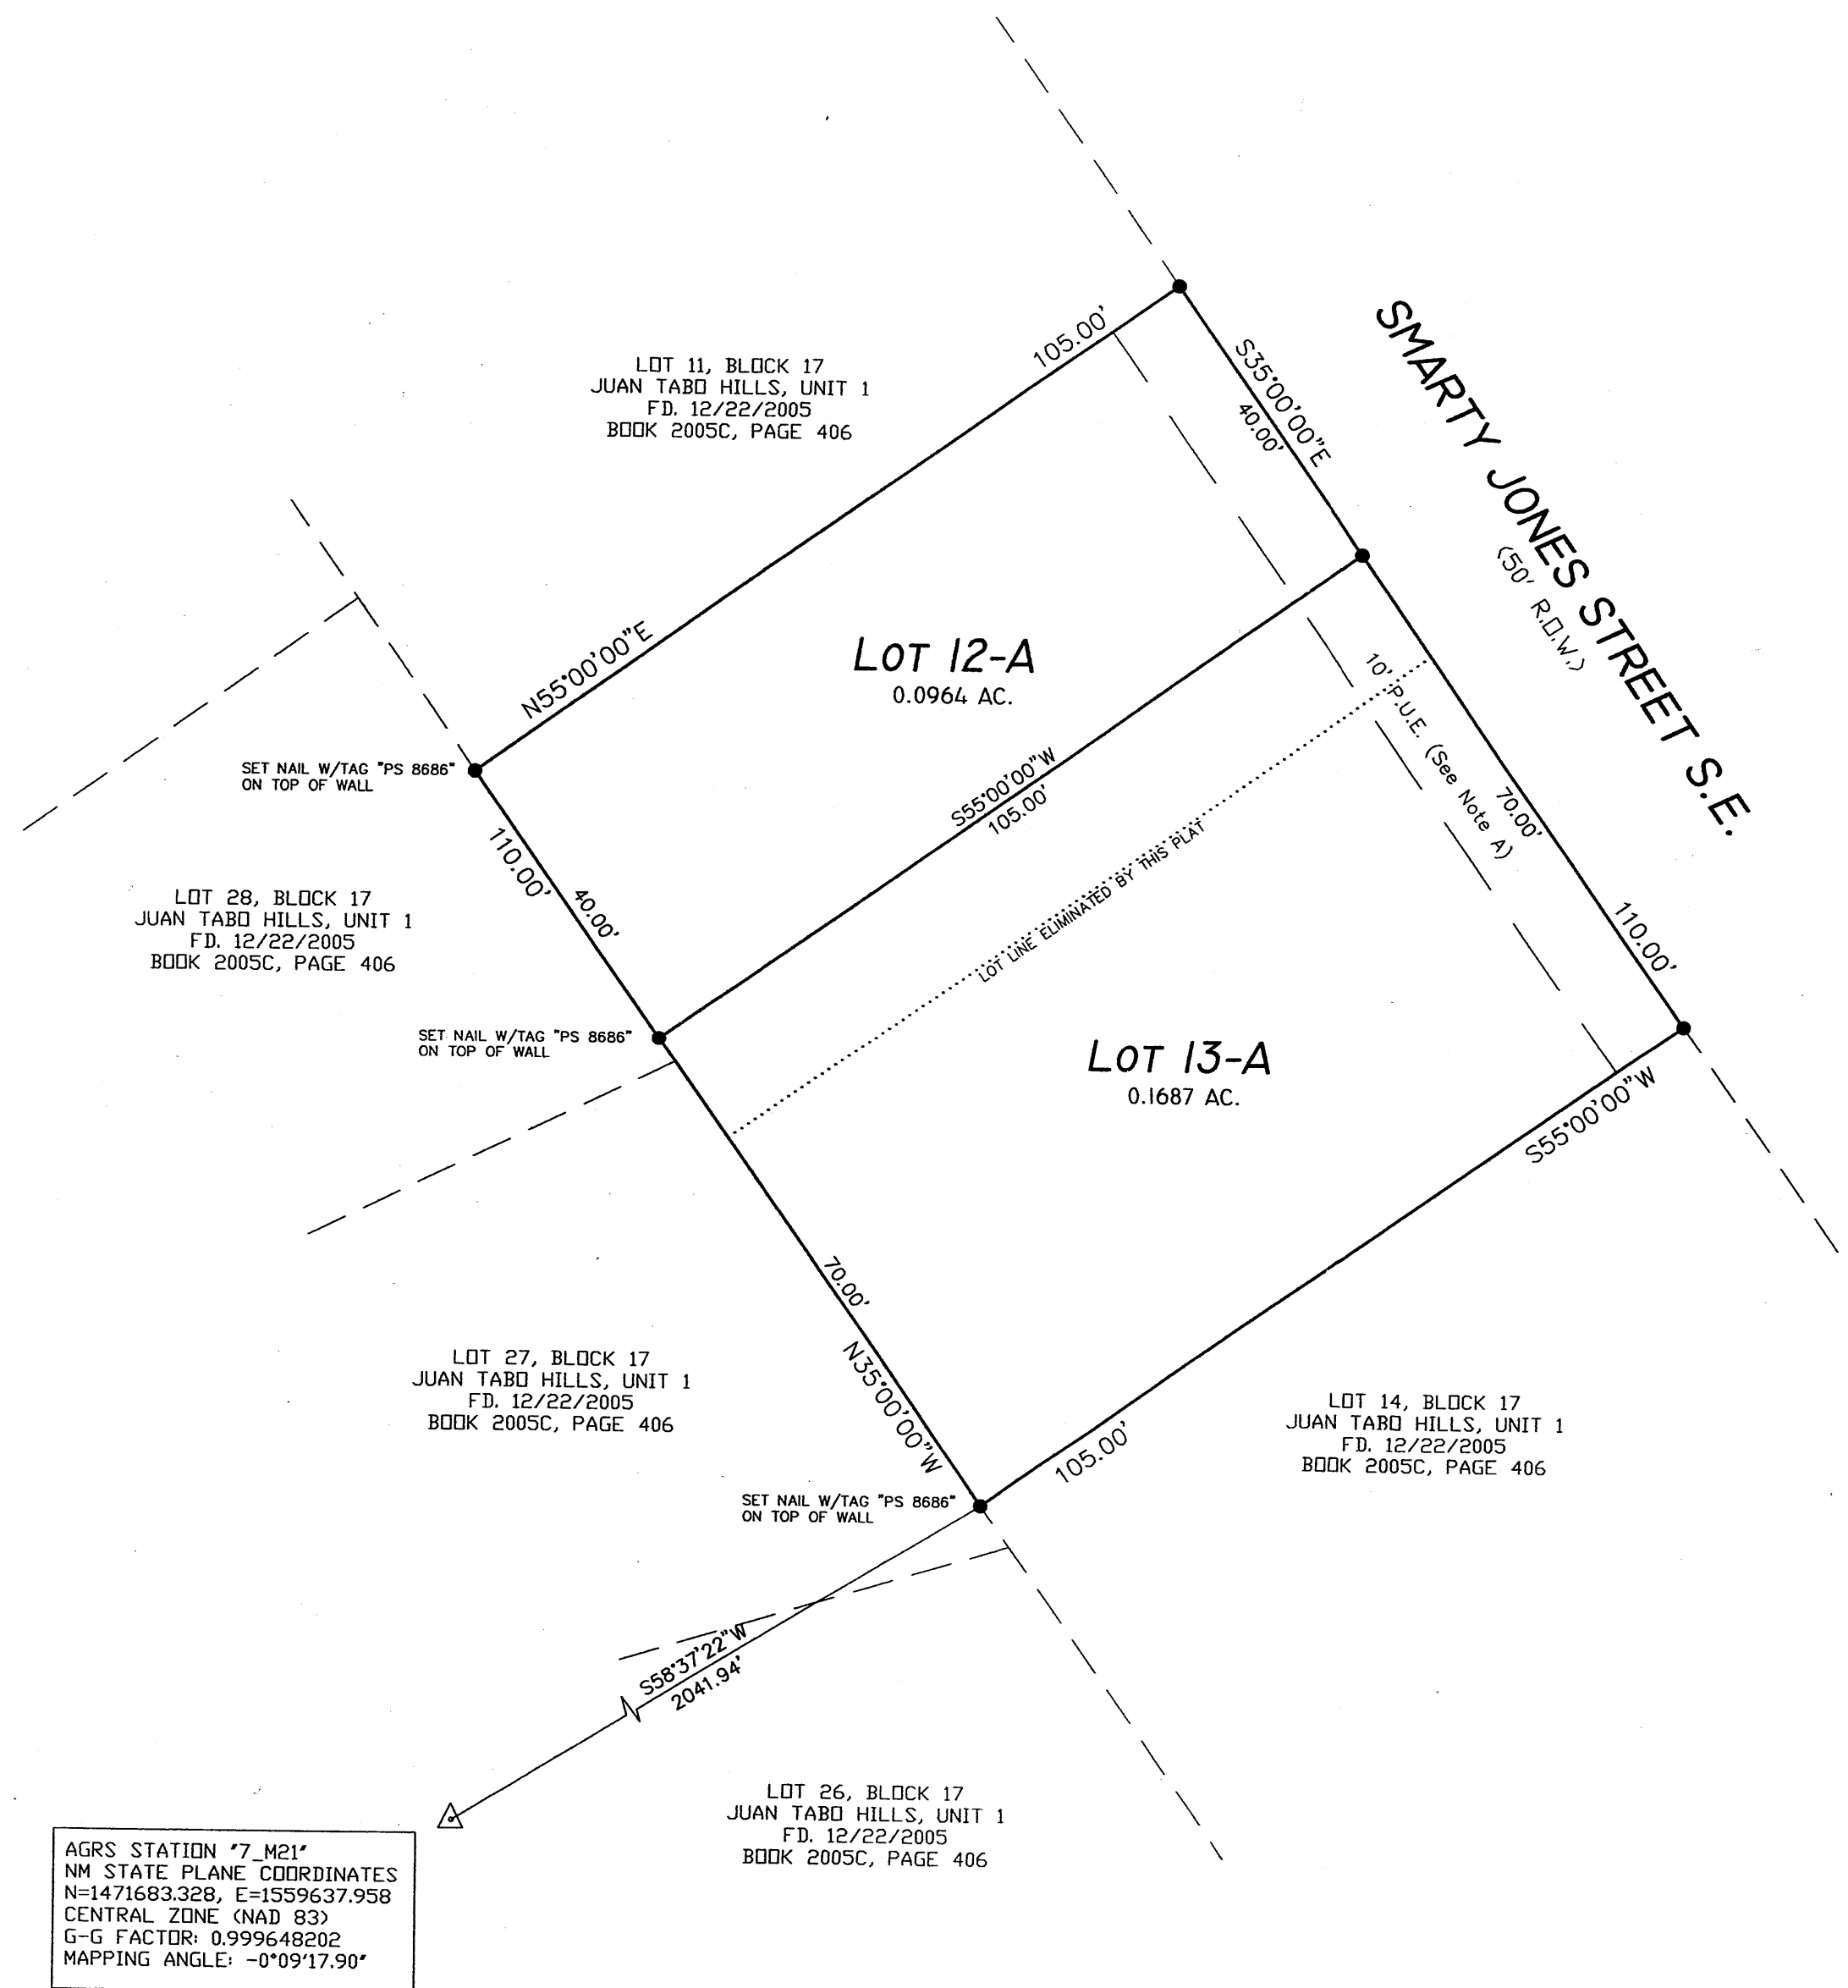 SMARTY JONES STREET S.E.
(50' R.O.W.)
LOT 11, BLOCK 17
JUAN TABO HILLS, UNIT 1
FD. 12/22/2005
BOOK 2005C, PAGE 406
105.00'
S35°00'00"E
40.00'
N55°00'00"E
LOT 12-A
0.0964 AC.
10' P.U.E. (See Note A)
SET NAIL W/TAG "PS 8686"
ON TOP OF WALL
S55°00'00"W
105.00'
70.00'
110.00'
40.00'
LOT LINE ELIMINATED BY THIS PLAT
110.00'
LOT 28, BLOCK 17
JUAN TABO HILLS, UNIT 1
FD. 12/22/2005
BOOK 2005C, PAGE 406
SET NAIL W/TAG "PS 8686"
ON TOP OF WALL
LOT 13-A
0.1687 AC.
S55°00'00"W
70.00'
N35°00'00"W
LOT 27, BLOCK 17
JUAN TABO HILLS, UNIT 1
FD. 12/22/2005
BOOK 2005C, PAGE 406
105.00'
LOT 14, BLOCK 17
JUAN TABO HILLS, UNIT 1
FD. 12/22/2005
BOOK 2005C, PAGE 406
SET NAIL W/TAG "PS 8686"
ON TOP OF WALL
S58°37'22"W
2041.94'
LOT 26, BLOCK 17
JUAN TABO HILLS, UNIT 1
FD. 12/22/2005
BOOK 2005C, PAGE 406
AGRS STATION "7_M21"
NM STATE PLANE COORDINATES
N=1471683.328, E=1559637.958
CENTRAL ZONE (NAD 83)
G-G FACTOR: 0.999648202
MAPPING ANGLE: -0°09'17.90"